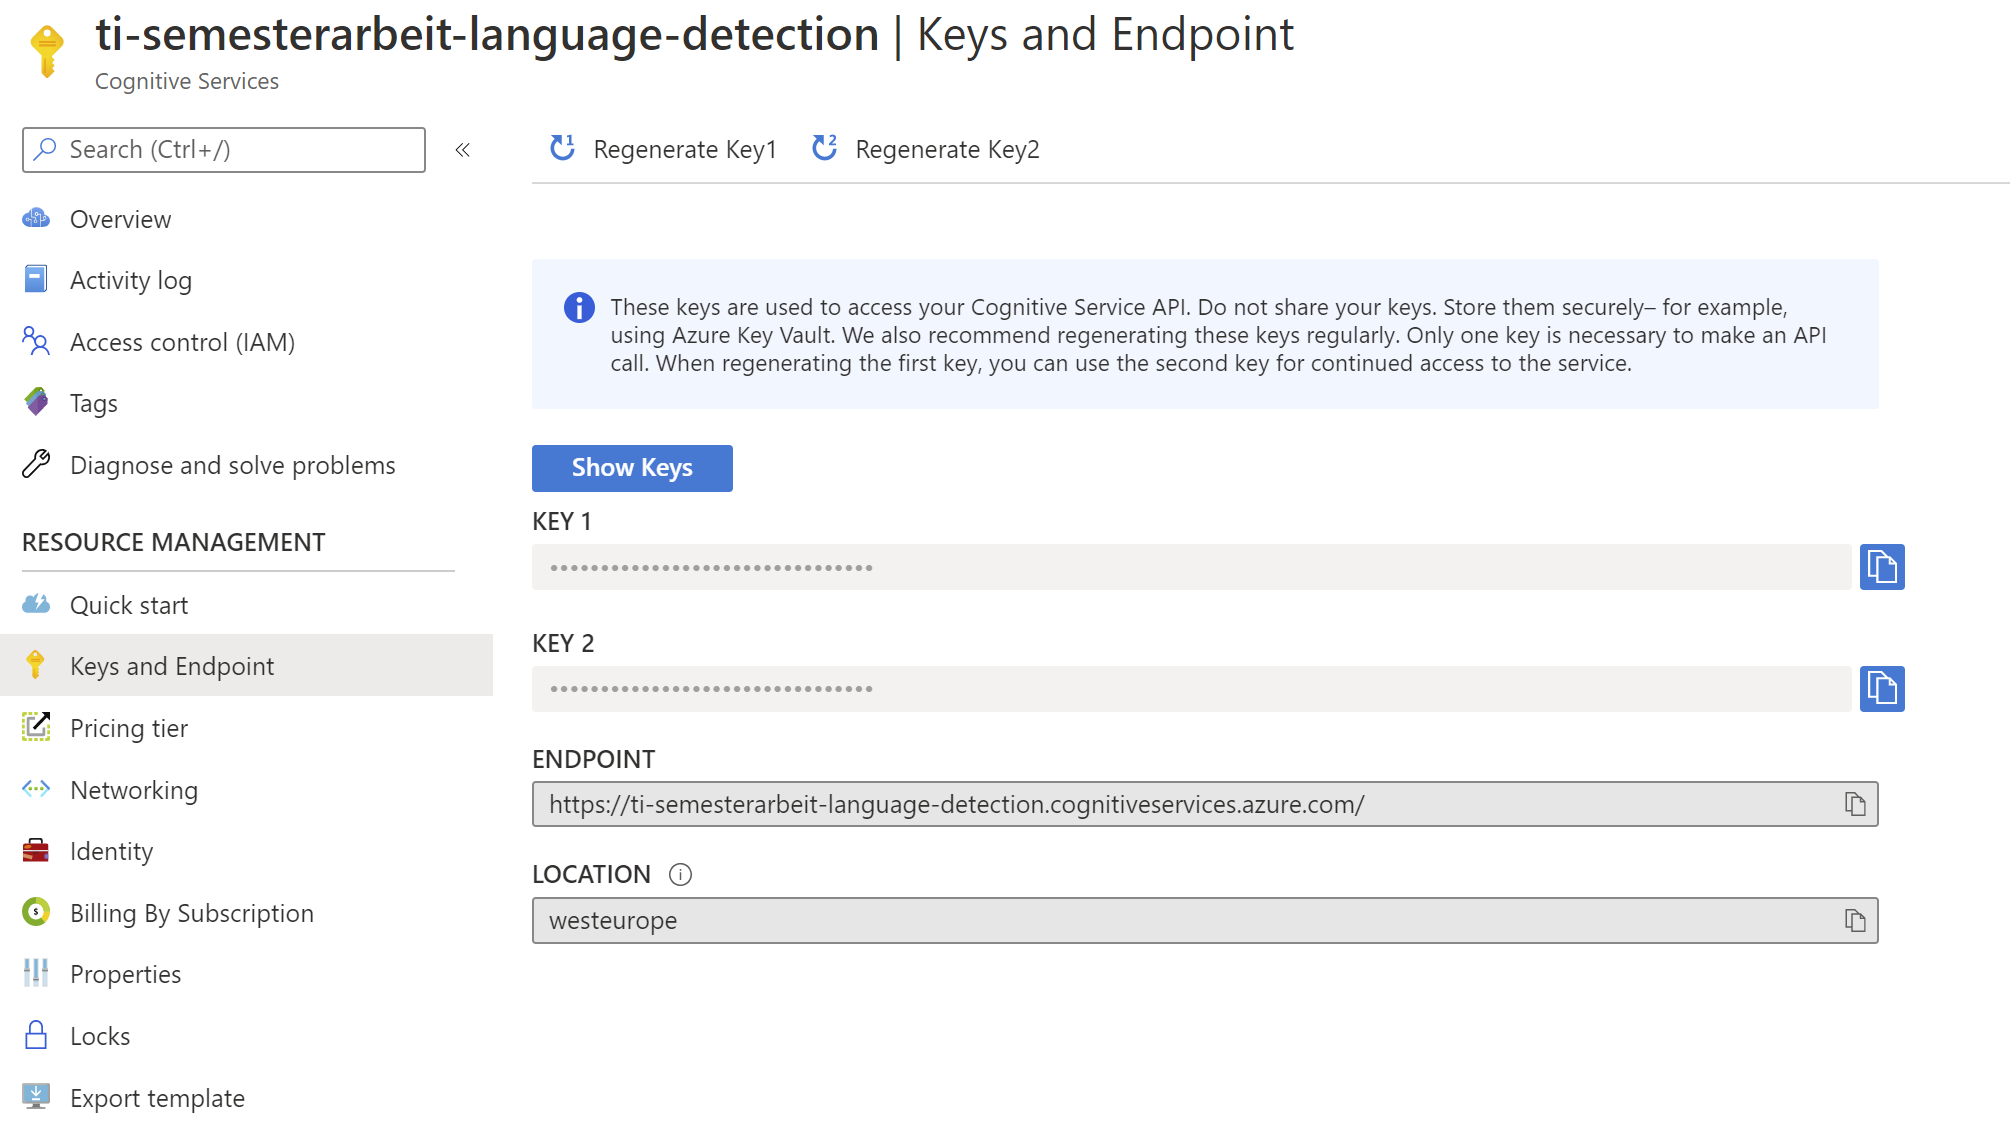 ti-semesterarbeit-language-detection | Keys and Endpoint
Cognitive Services
Search (Ctrl+/)
«
Overview
Activity log
Access control (IAM)
Tags
Diagnose and solve problems
RESOURCE MANAGEMENT
Quick start
Keys and Endpoint
Pricing tier
Networking
Identity
Billing By Subscription
Properties
Locks
Export template
1 Regenerate Key1 2 Regenerate Key2
These keys are used to access your Cognitive Service API. Do not share your keys. Store them securely– for example,
using Azure Key Vault. We also recommend regenerating these keys regularly. Only one key is necessary to make an API
call. When regenerating the first key, you can use the second key for continued access to the service.
Show Keys
KEY 1
••••••••••••••••••••••••••••••••
KEY 2
••••••••••••••••••••••••••••••••
ENDPOINT
https://ti-semesterarbeit-language-detection.cognitiveservices.azure.com/
LOCATION
westeurope